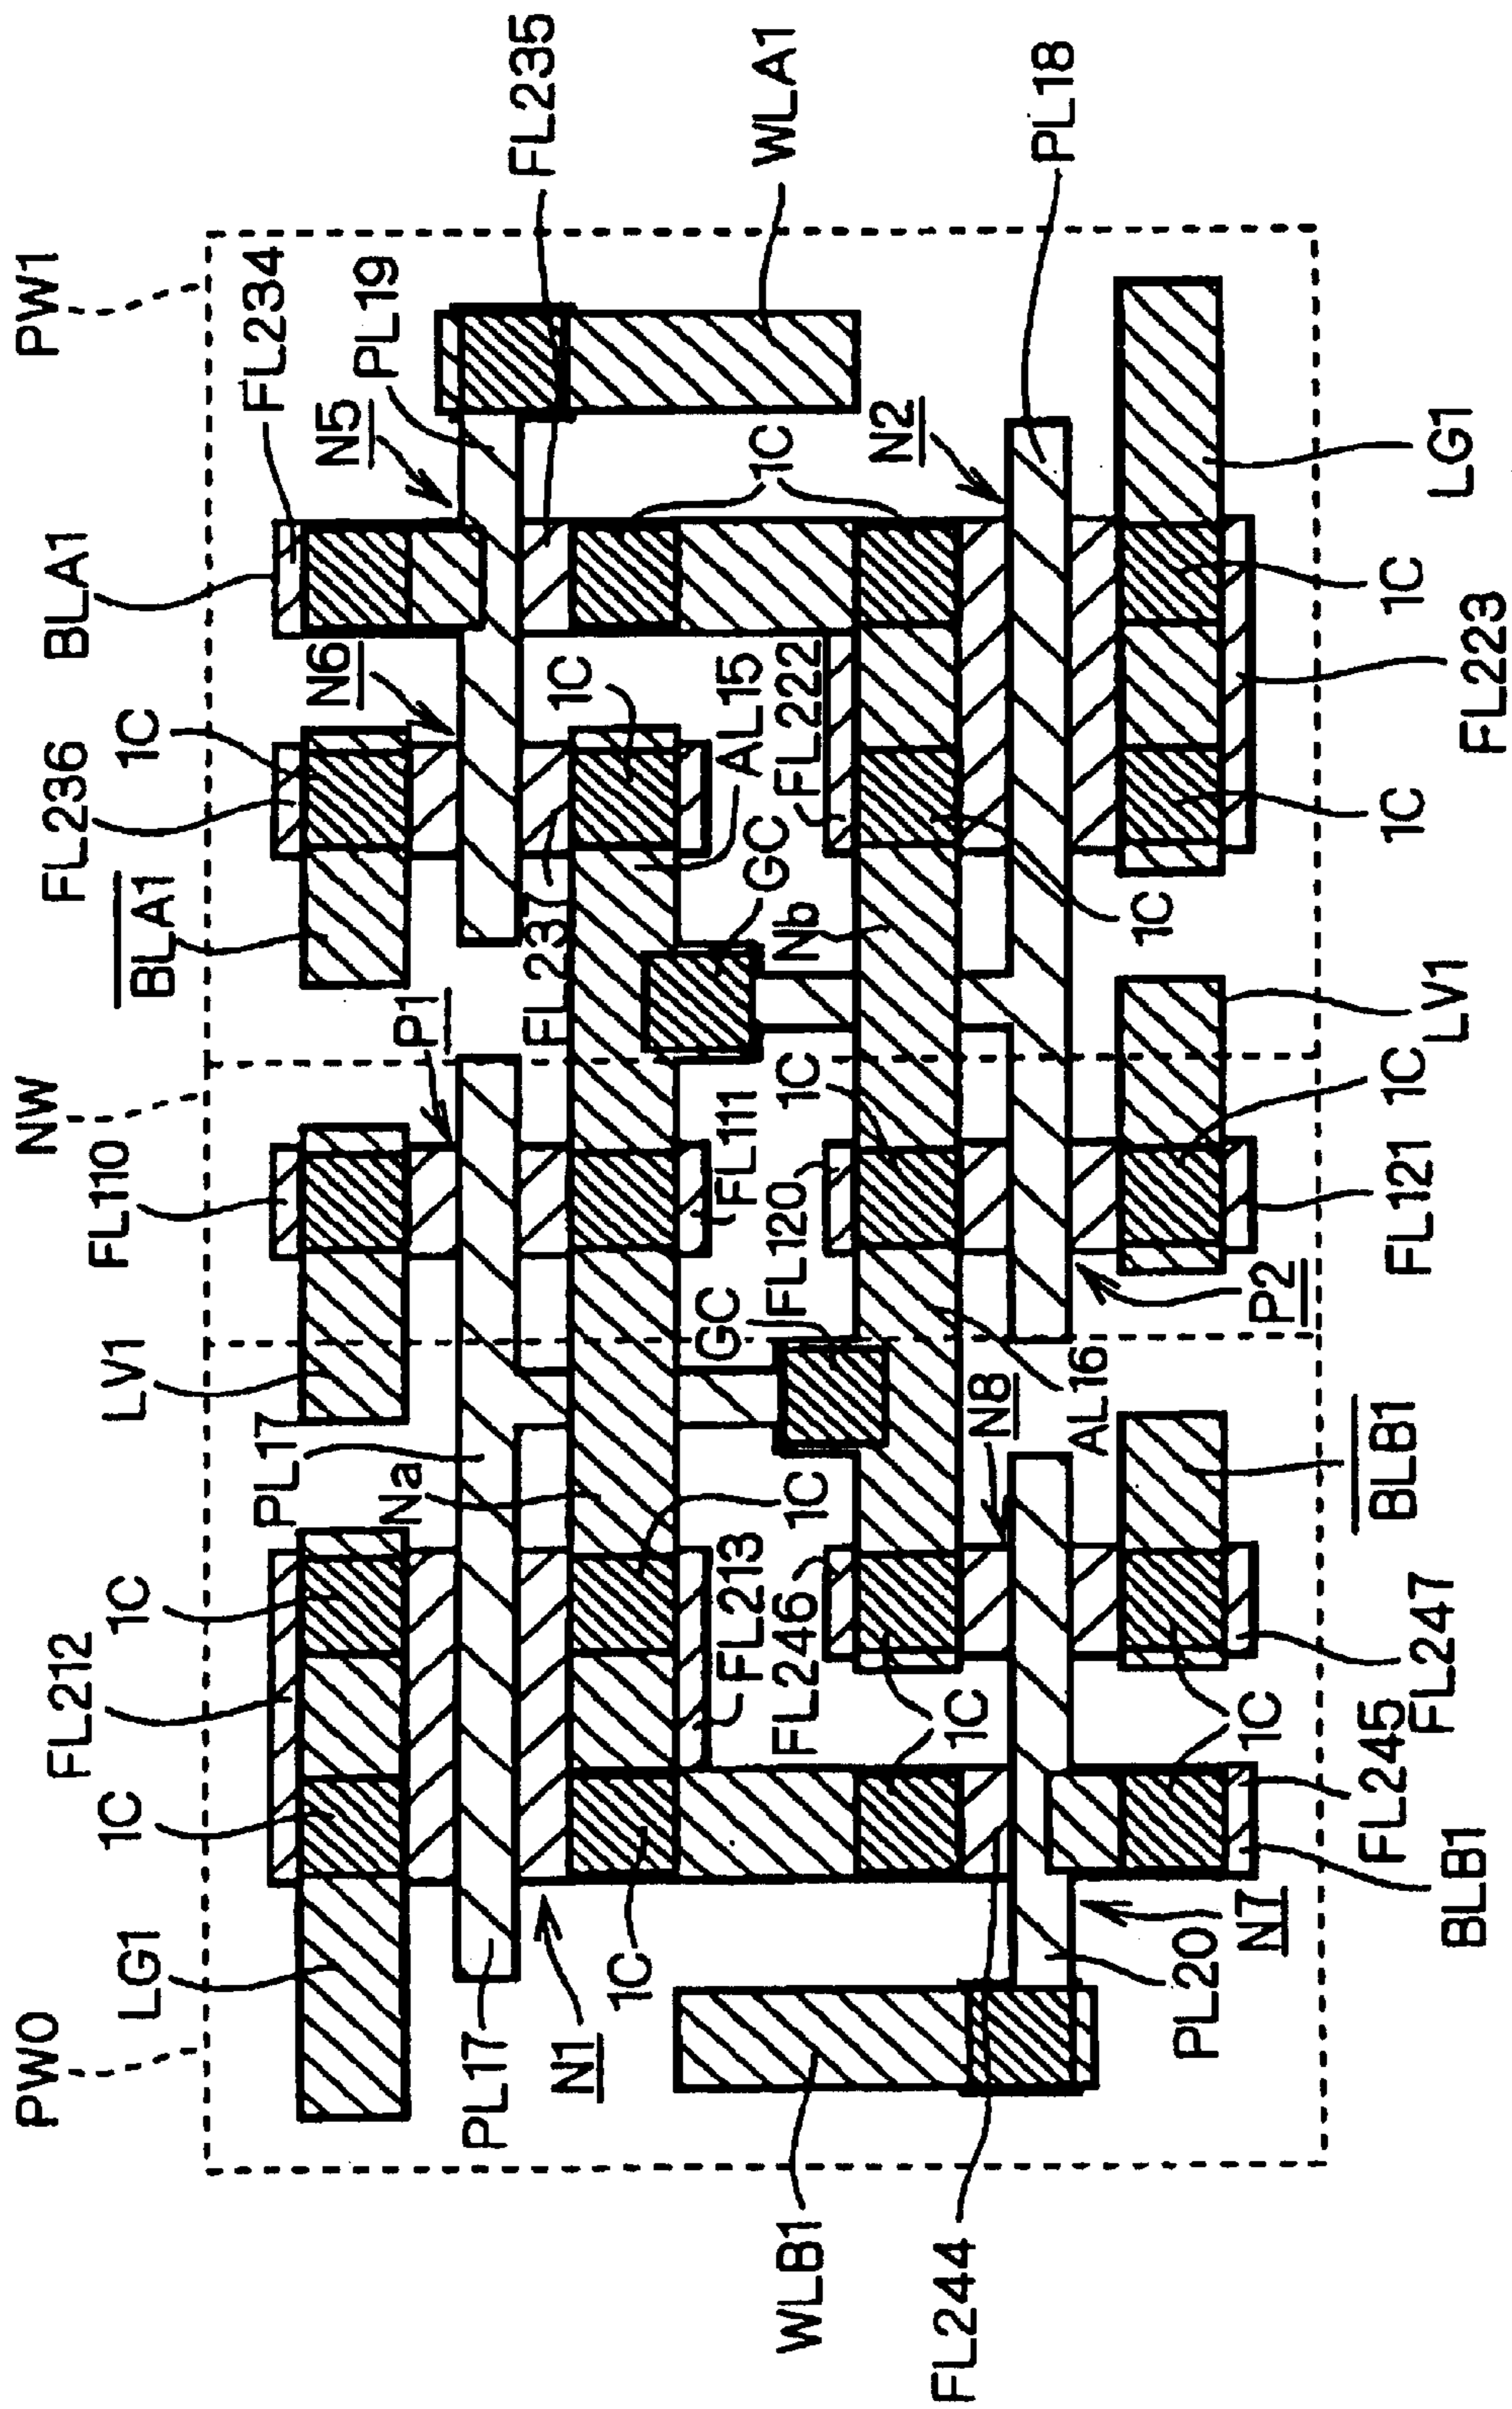 PW0
NW
PW1
LG1
1C
FL212
1C
LV1
FL110
BLA1
FL236
1C
BLA1
FL234
PL17
N1
PL17
Na
P1
N6
N5
PL19
FL235
1C
1C
FL213
FL111
FL237
1C
AL15
WLB1
FL246
GC
FL120
1C
Nb
GC
FL222
1C
WLA1
FL244
1C
N8
AL16
1C
N2
PL18
PL20
N7
1C
P2
BLB1
FL245
FL247
BLB1
FL121
1C
LV1
1C
FL223
1C
LG1